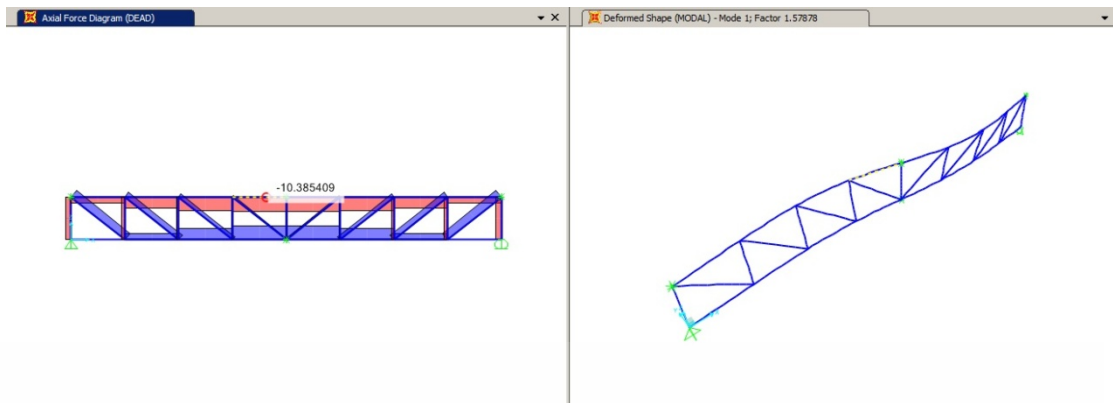 Axial Force Diagram (DEAD)
Deformed Shape (MODAL) - Mode 1; Factor 1.57878
-10.385409